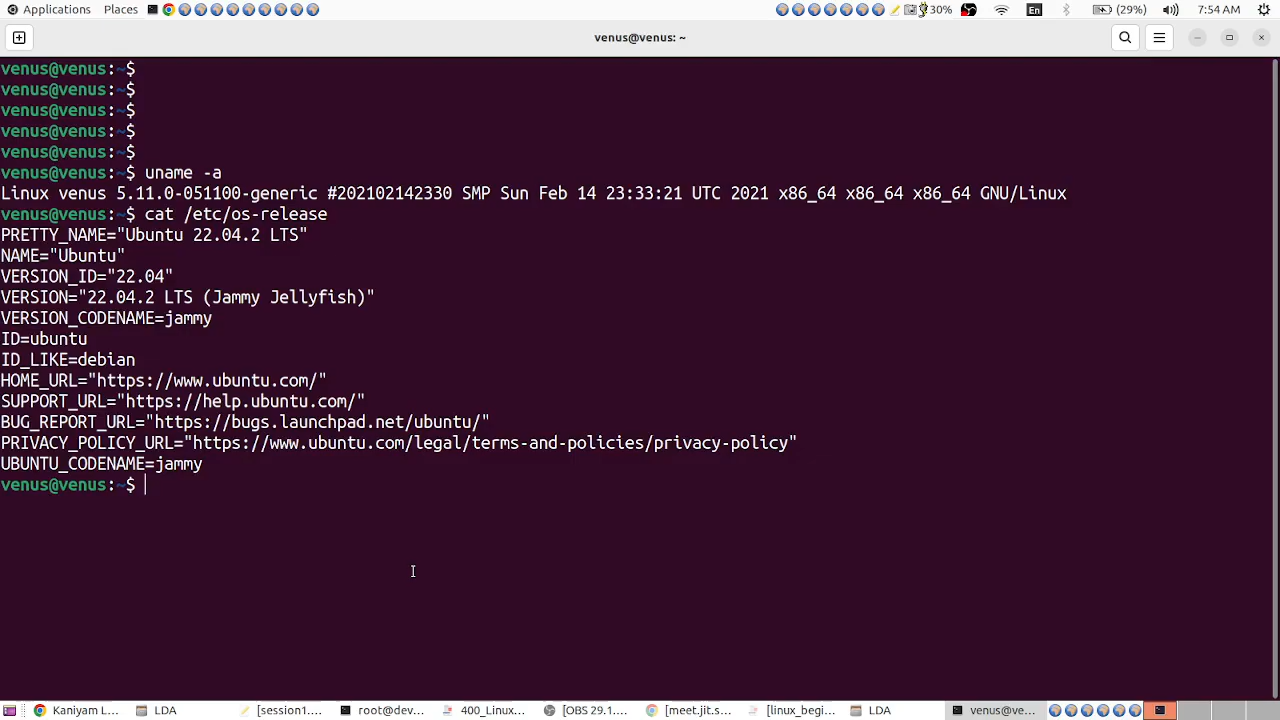 Applications Places 30% En (29%) 7:54 AM
venus@venus: ~
venus@venus:~$
venus@venus:~$
venus@venus:~$
venus@venus:~$
venus@venus:~$
venus@venus:~$ uname -a
Linux venus 5.11.0-051100-generic #202102142330 SMP Sun Feb 14 23:33:21 UTC 2021 x86_64 x86_64 x86_64 GNU/Linux
venus@venus:~$ cat /etc/os-release
PRETTY_NAME="Ubuntu 22.04.2 LTS"
NAME="Ubuntu"
VERSION_ID="22.04"
VERSION="22.04.2 LTS (Jammy Jellyfish)"
VERSION_CODENAME=jammy
ID=ubuntu
ID_LIKE=debian
HOME_URL="https://www.ubuntu.com/"
SUPPORT_URL="https://help.ubuntu.com/"
BUG_REPORT_URL="https://bugs.launchpad.net/ubuntu/"
PRIVACY_POLICY_URL="https://www.ubuntu.com/legal/terms-and-policies/privacy-policy"
UBUNTU_CODENAME=jammy
venus@venus:~$
Kaniyam L... LDA [session1.... root@dev... 400_Linux... [OBS 29.1.... [meet.jit.s... [linux_begi... LDA venus@ve...